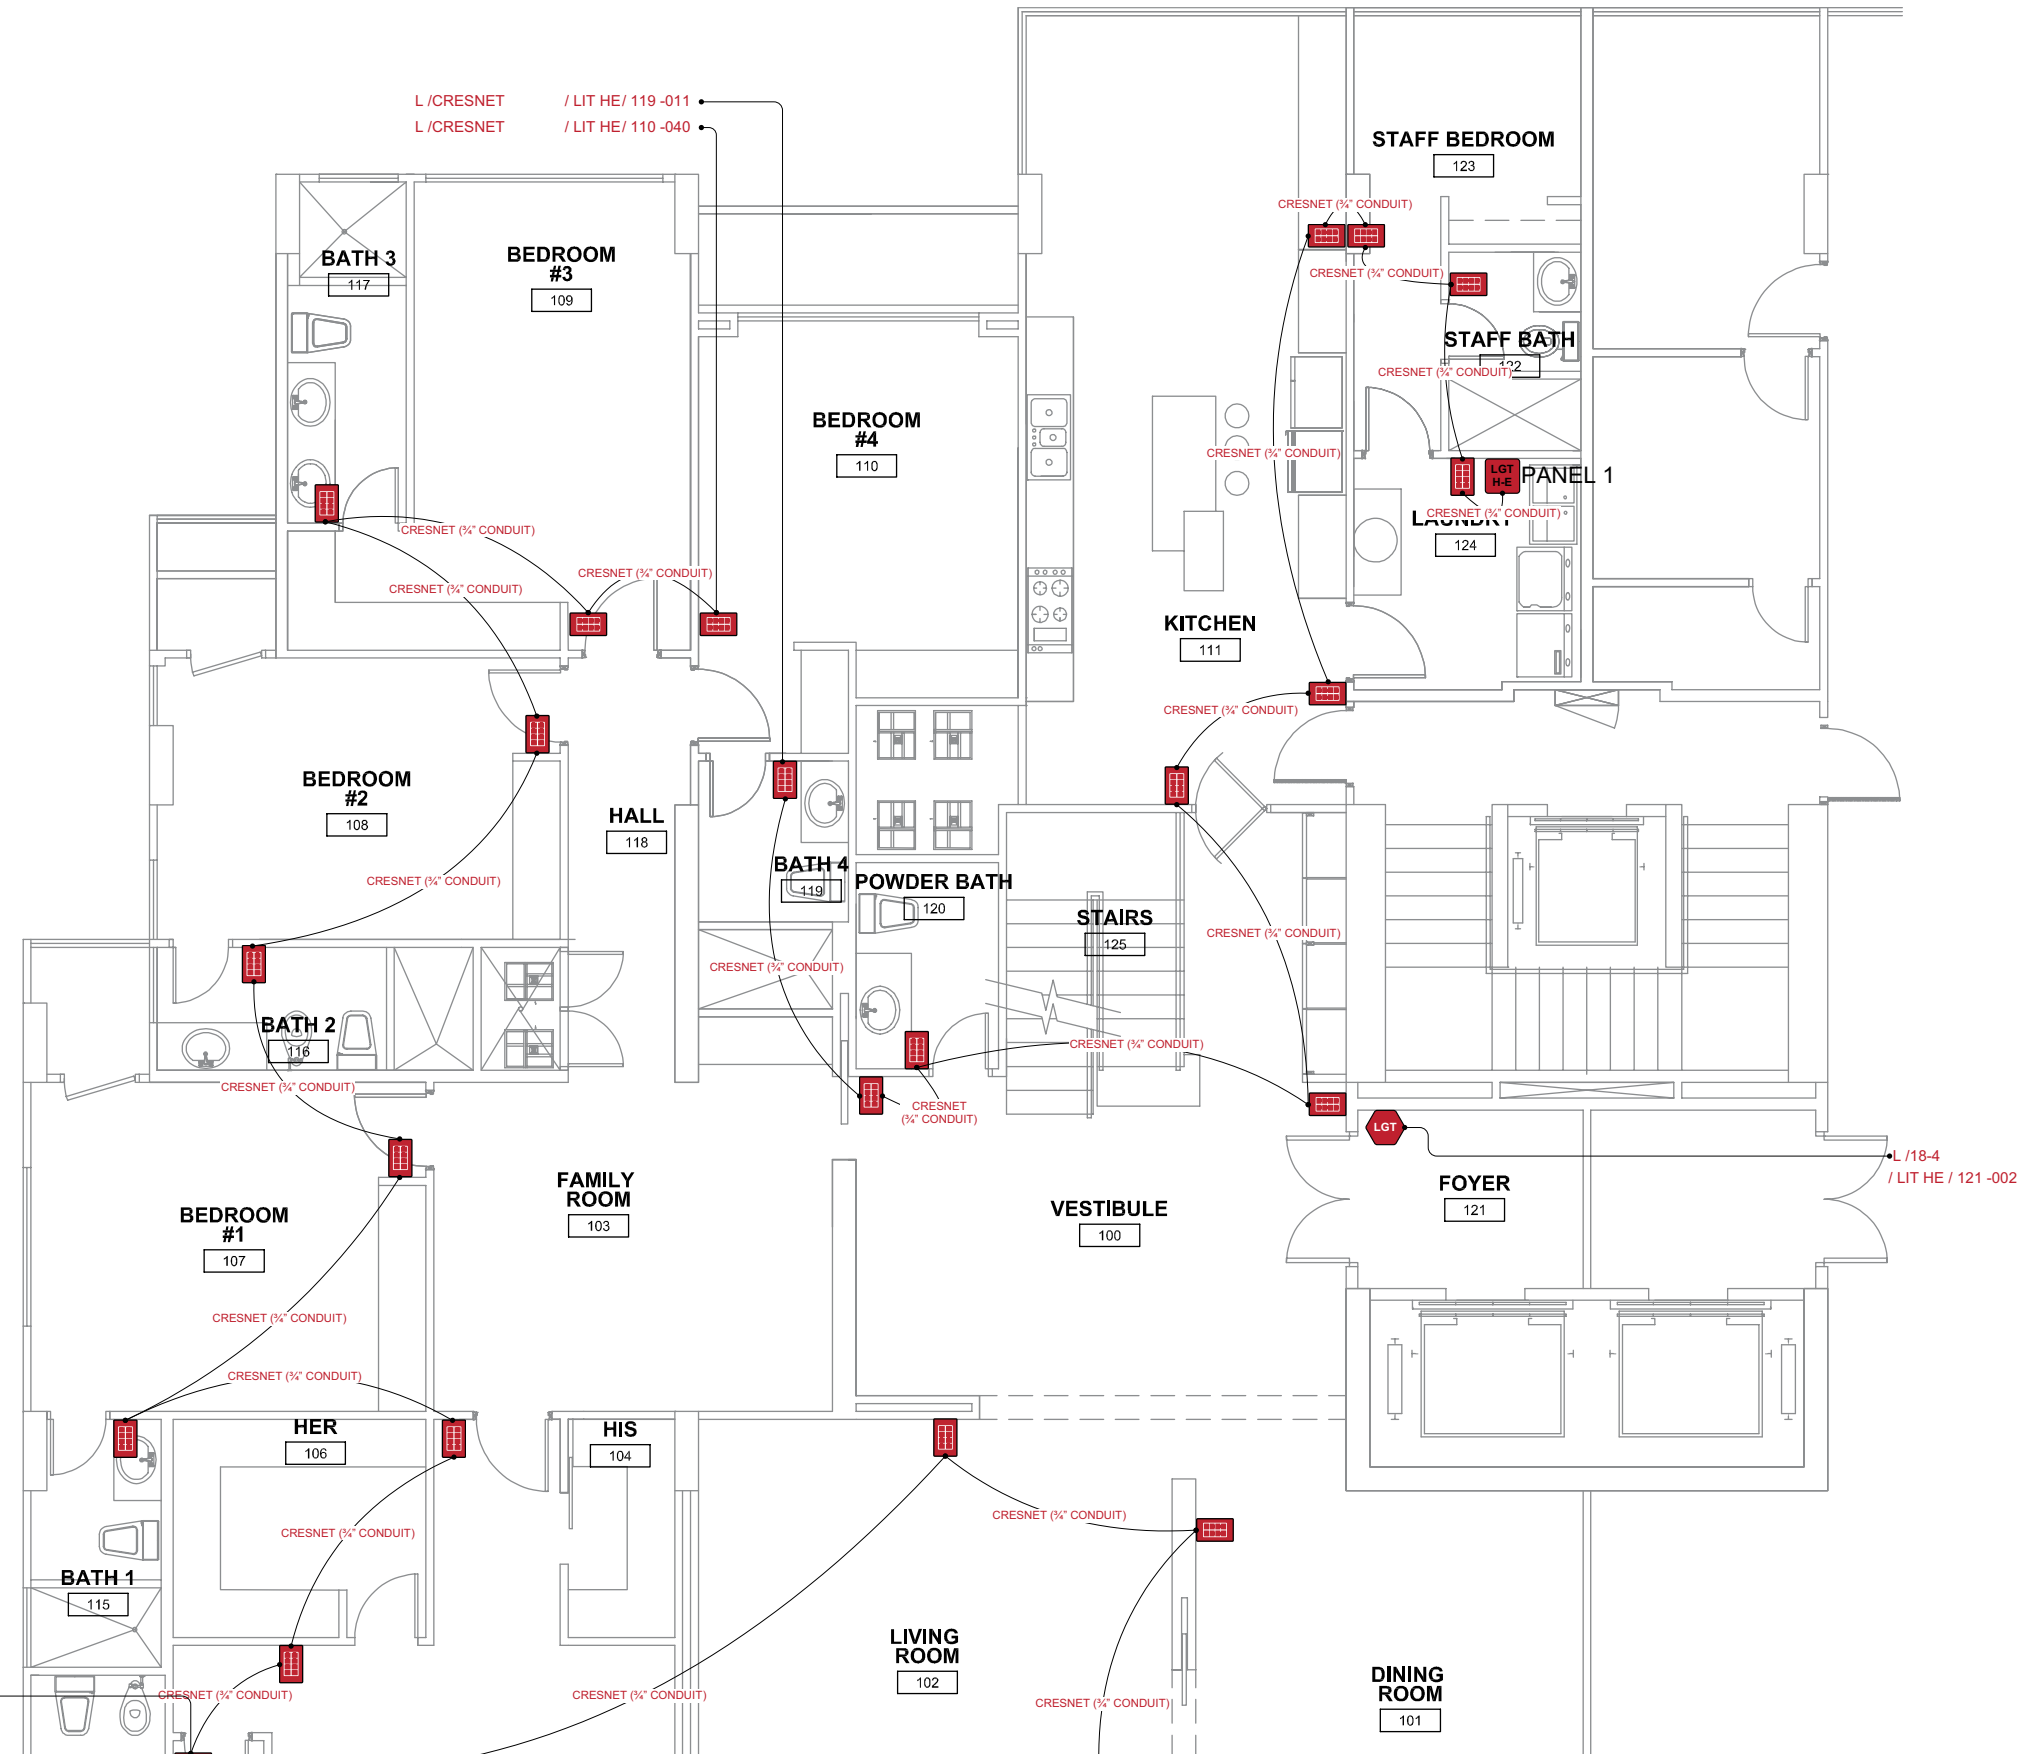 L /CRESNET / LIT HE/ 119 -011
L /CRESNET / LIT HE/ 110 -040
STAFF BEDROOM
123
CRESNET (¾" CONDUIT)
BATH 3
117
BEDROOM
#3
109
CRESNET (¾" CONDUIT)
STAFF BATH
122
CRESNET (¾" CONDUIT)
BEDROOM
#4
110
CRESNET (¾" CONDUIT)
LGT
H-E
PANEL 1
CRESNET (¾" CONDUIT)
LAUNDRY
124
CRESNET (¾" CONDUIT)
CRESNET (¾" CONDUIT)
CRESNET (¾" CONDUIT)
KITCHEN
111
CRESNET (¾" CONDUIT)
BEDROOM
#2
108
HALL
118
BATH 4
119
POWDER BATH
120
CRESNET (¾" CONDUIT)
STAIRS
125
CRESNET (¾" CONDUIT)
CRESNET (¾" CONDUIT)
BATH 2
116
CRESNET (¾" CONDUIT)
CRESNET (¾" CONDUIT)
CRESNET
(¾" CONDUIT)
LGT
L /18-4
/ LIT HE / 121 -002
FAMILY
ROOM
103
FOYER
121
VESTIBULE
100
BEDROOM
#1
107
CRESNET (¾" CONDUIT)
CRESNET (¾" CONDUIT)
HER
106
HIS
104
CRESNET (¾" CONDUIT)
CRESNET (¾" CONDUIT)
BATH 1
115
LIVING
ROOM
102
DINING
ROOM
101
CRESNET (¾" CONDUIT)
CRESNET (¾" CONDUIT)
CRESNET (¾" CONDUIT)